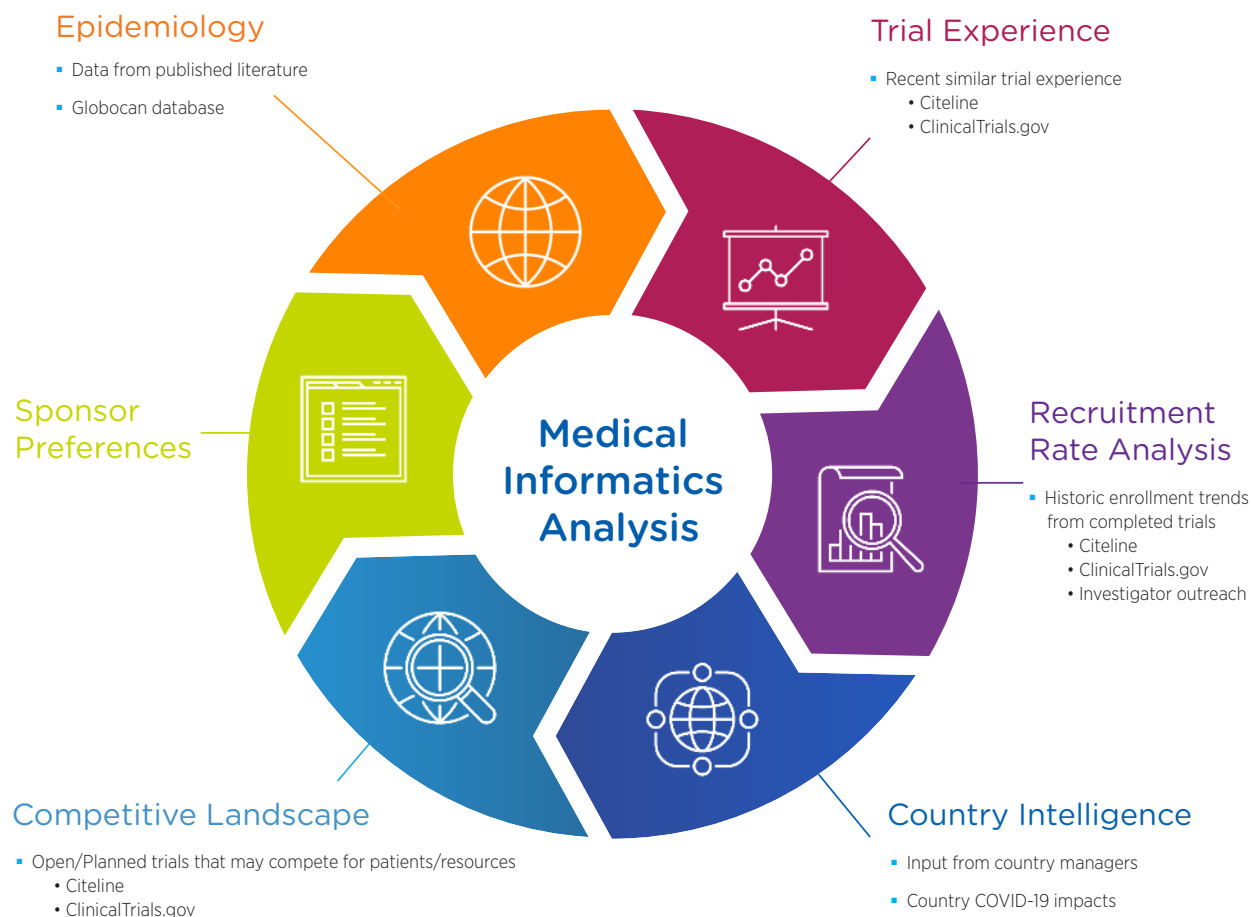 Epidemiology
▪ Data from published literature
▪ Globocan database
Trial Experience
▪ Recent similar trial experience
• Citeline
• ClinicalTrials.gov
Recruitment
Rate Analysis
▪ Historic enrollment trends
from completed trials
• Citeline
• ClinicalTrials.gov
• Investigator outreach
Country Intelligence
▪ Input from country managers
▪ Country COVID-19 impacts
Competitive Landscape
▪ Open/Planned trials that may compete for patients/resources
• Citeline
• ClinicalTrials.gov
Sponsor
Preferences
Medical
Informatics
Analysis